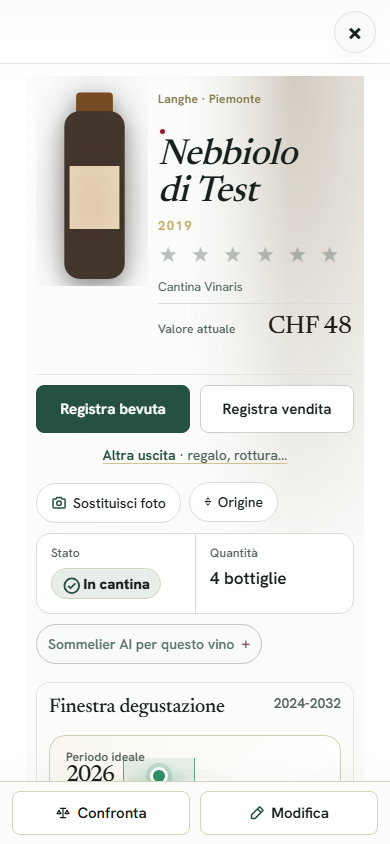 Langhe · Piemonte
Nebbiolo
di Test
2019
★ ★ ★ ★ ★ ★
Cantina Vinaris
Valore attuale CHF 48
Registra bevuta Registra vendita
Altra uscita · regalo, rottura…
Sostituisci foto Origine
Stato Quantità
In cantina 4 bottiglie
Sommelier AI per questo vino +
Finestra degustazione 2024-2032
Periodo ideale
2026
Confronta Modifica